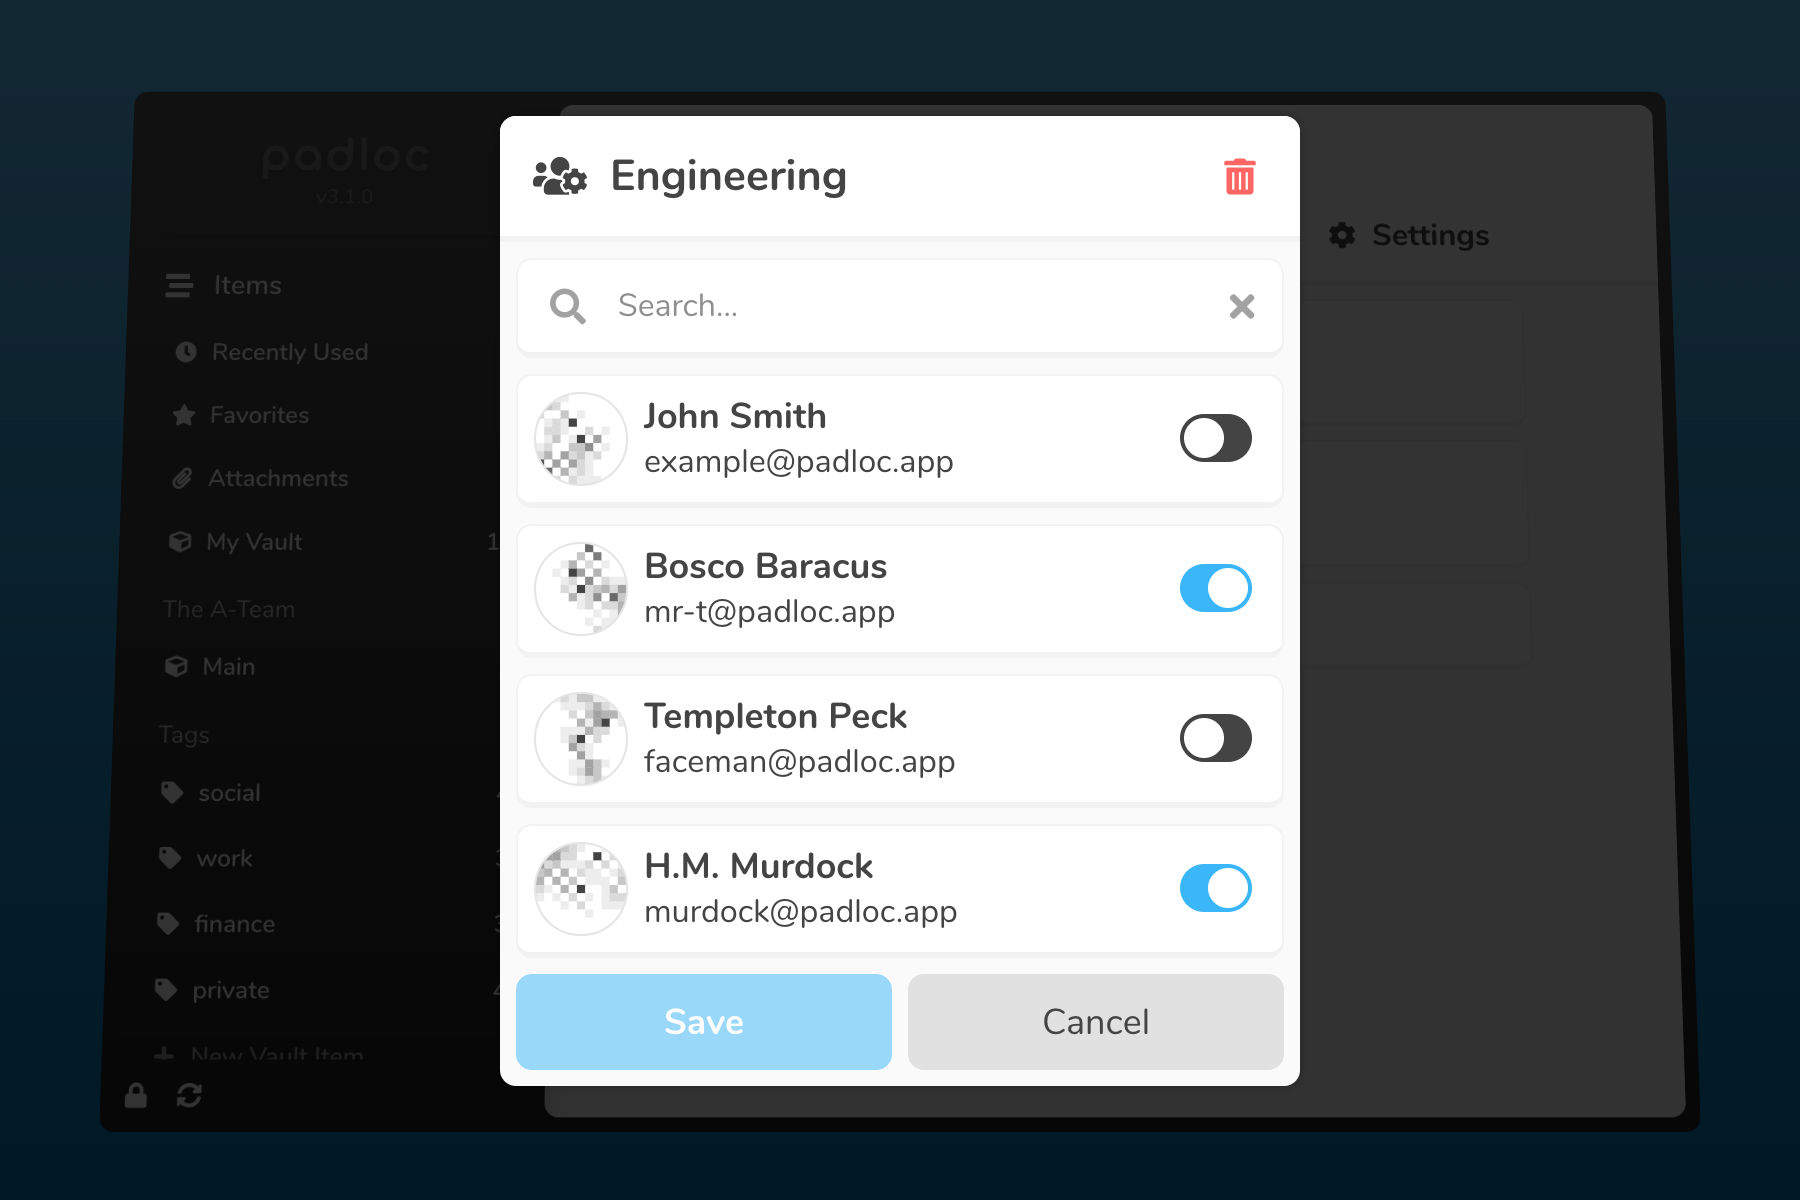 padloc
v3.1.0
Items
Recently Used
Favorites
Attachments
My Vault
The A-Team
Main
Tags
social
work
finance
private
New Vault Item
Engineering
Search...
John Smith
example@padloc.app
Bosco Baracus
mr-t@padloc.app
Templeton Peck
faceman@padloc.app
H.M. Murdock
murdock@padloc.app
Save
Cancel
Settings